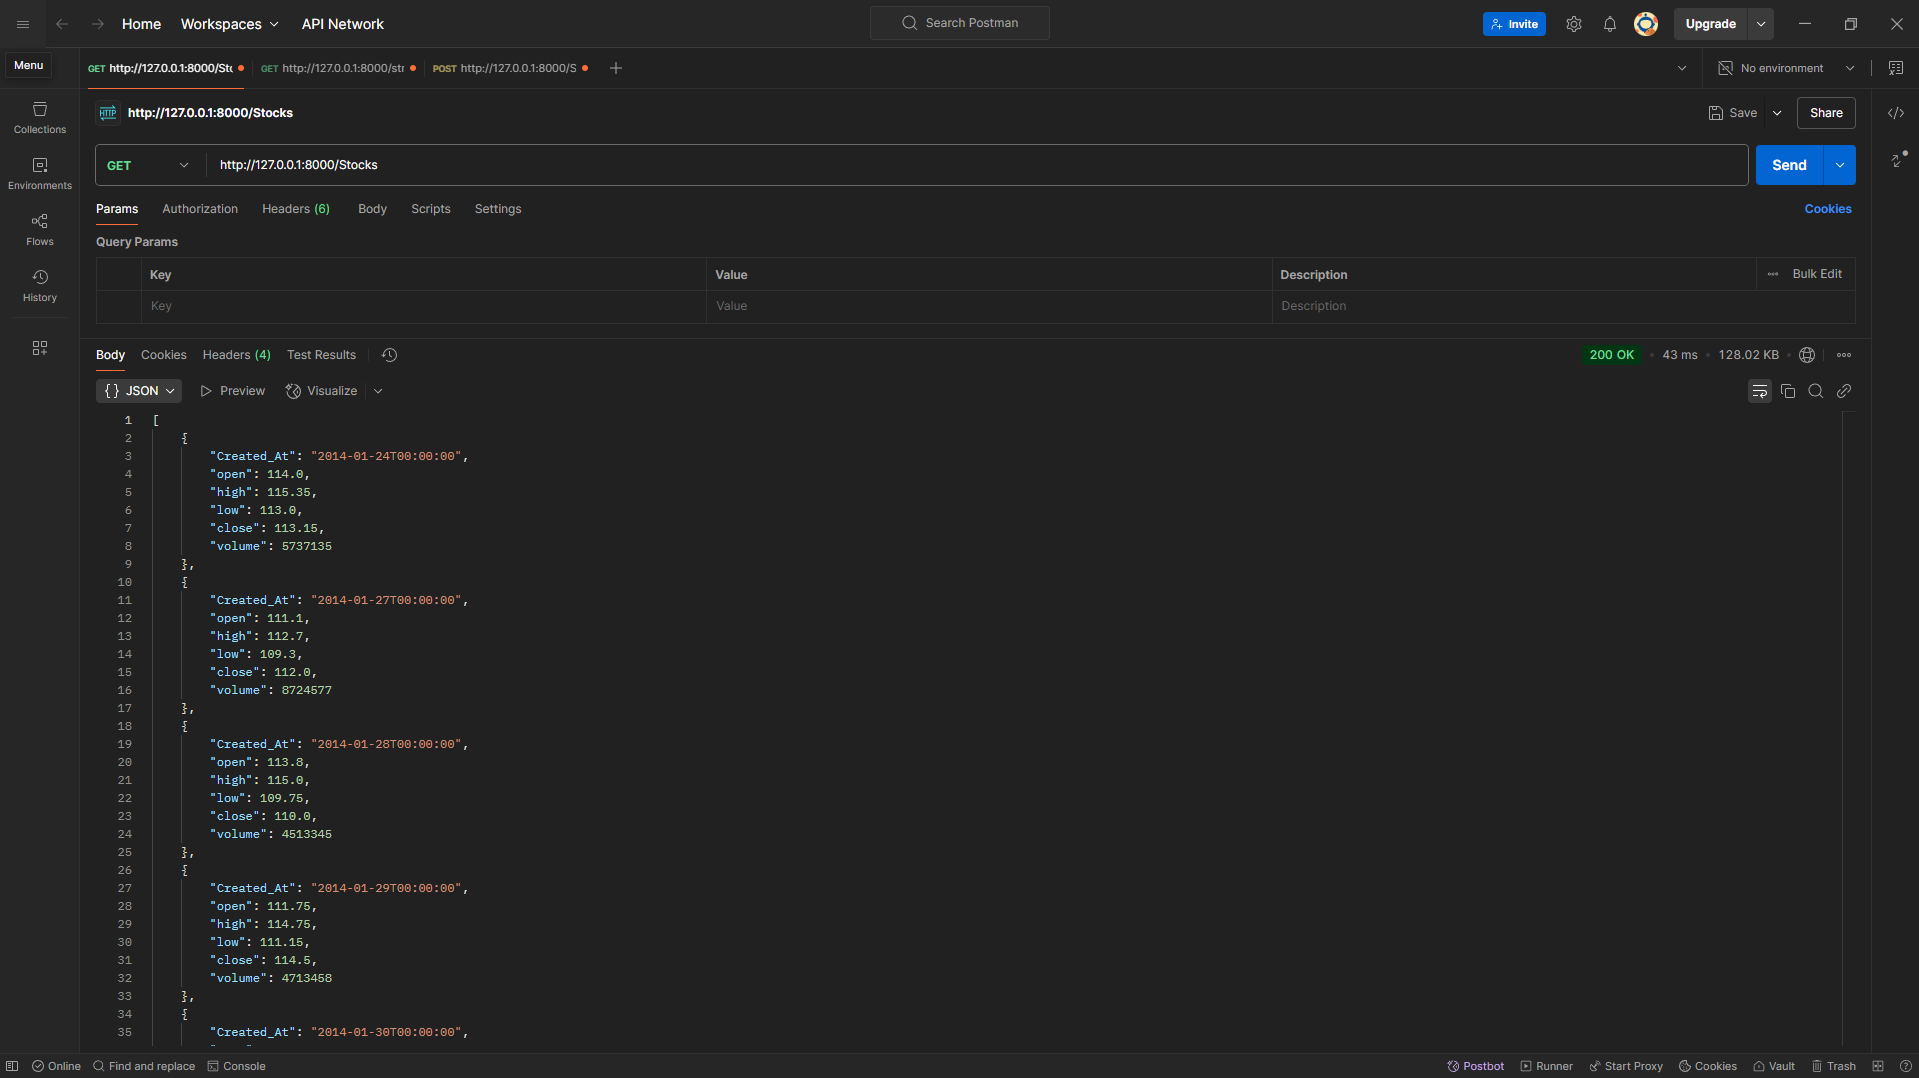 Home Workspaces API Network Search Postman Invite Upgrade
Menu
GET http://127.0.0.1:8000/Stc GET http://127.0.0.1:8000/str POST http://127.0.0.1:8000/S No environment
HTTP http://127.0.0.1:8000/Stocks Save Share
Collections
GET http://127.0.0.1:8000/Stocks Send
Environments
Params Authorization Headers (6) Body Scripts Settings Cookies
Flows
Query Params
Key Value Description Bulk Edit
History
Key Value Description
Body Cookies Headers (4) Test Results 200 OK 43 ms 128.02 KB
{} JSON Preview Visualize
1 [
2 {
3 "Created_At": "2014-01-24T00:00:00",
4 "open": 114.0,
5 "high": 115.35,
6 "low": 113.0,
7 "close": 113.15,
8 "volume": 5737135
9 },
10 {
11 "Created_At": "2014-01-27T00:00:00",
12 "open": 111.1,
13 "high": 112.7,
14 "low": 109.3,
15 "close": 112.0,
16 "volume": 8724577
17 },
18 {
19 "Created_At": "2014-01-28T00:00:00",
20 "open": 113.8,
21 "high": 115.0,
22 "low": 109.75,
23 "close": 110.0,
24 "volume": 4513345
25 },
26 {
27 "Created_At": "2014-01-29T00:00:00",
28 "open": 111.75,
29 "high": 114.75,
30 "low": 111.15,
31 "close": 114.5,
32 "volume": 4713458
33 },
34 {
35 "Created_At": "2014-01-30T00:00:00",
Online Find and replace Console Postbot Runner Start Proxy Cookies Vault Trash